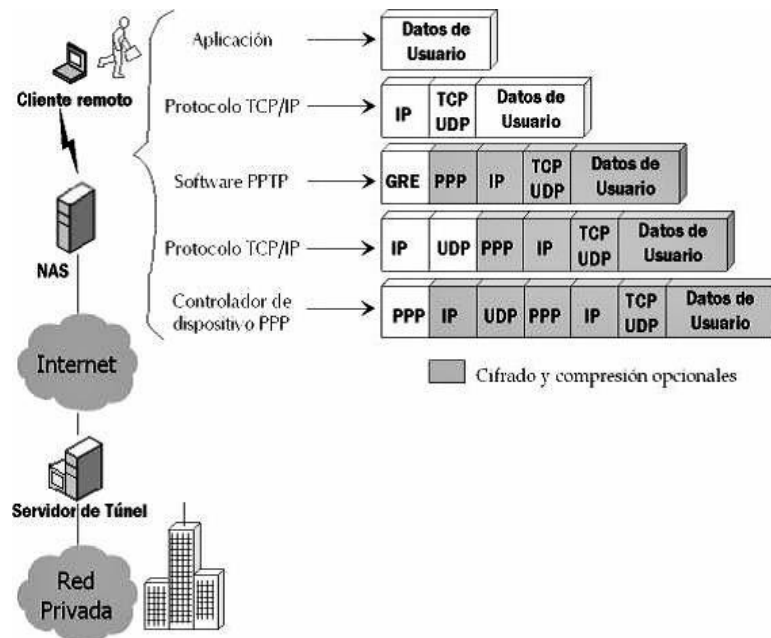 Aplicación
Datos de
Usuario
Cliente remoto
Protocolo TCP/IP
IP
TCP
UDP
Datos de
Usuario
Software PPTP
GRE
PPP
IP
TCP
UDP
Datos de
Usuario
NAS
Protocolo TCP/IP
IP
UDP
PPP
IP
TCP
UDP
Datos de
Usuario
Controlador de
dispositivo PPP
PPP
IP
UDP
PPP
IP
TCP
UDP
Datos de
Usuario
Internet
Cifrado y compresión opcionales
Servidor de Túnel
Red
Privada